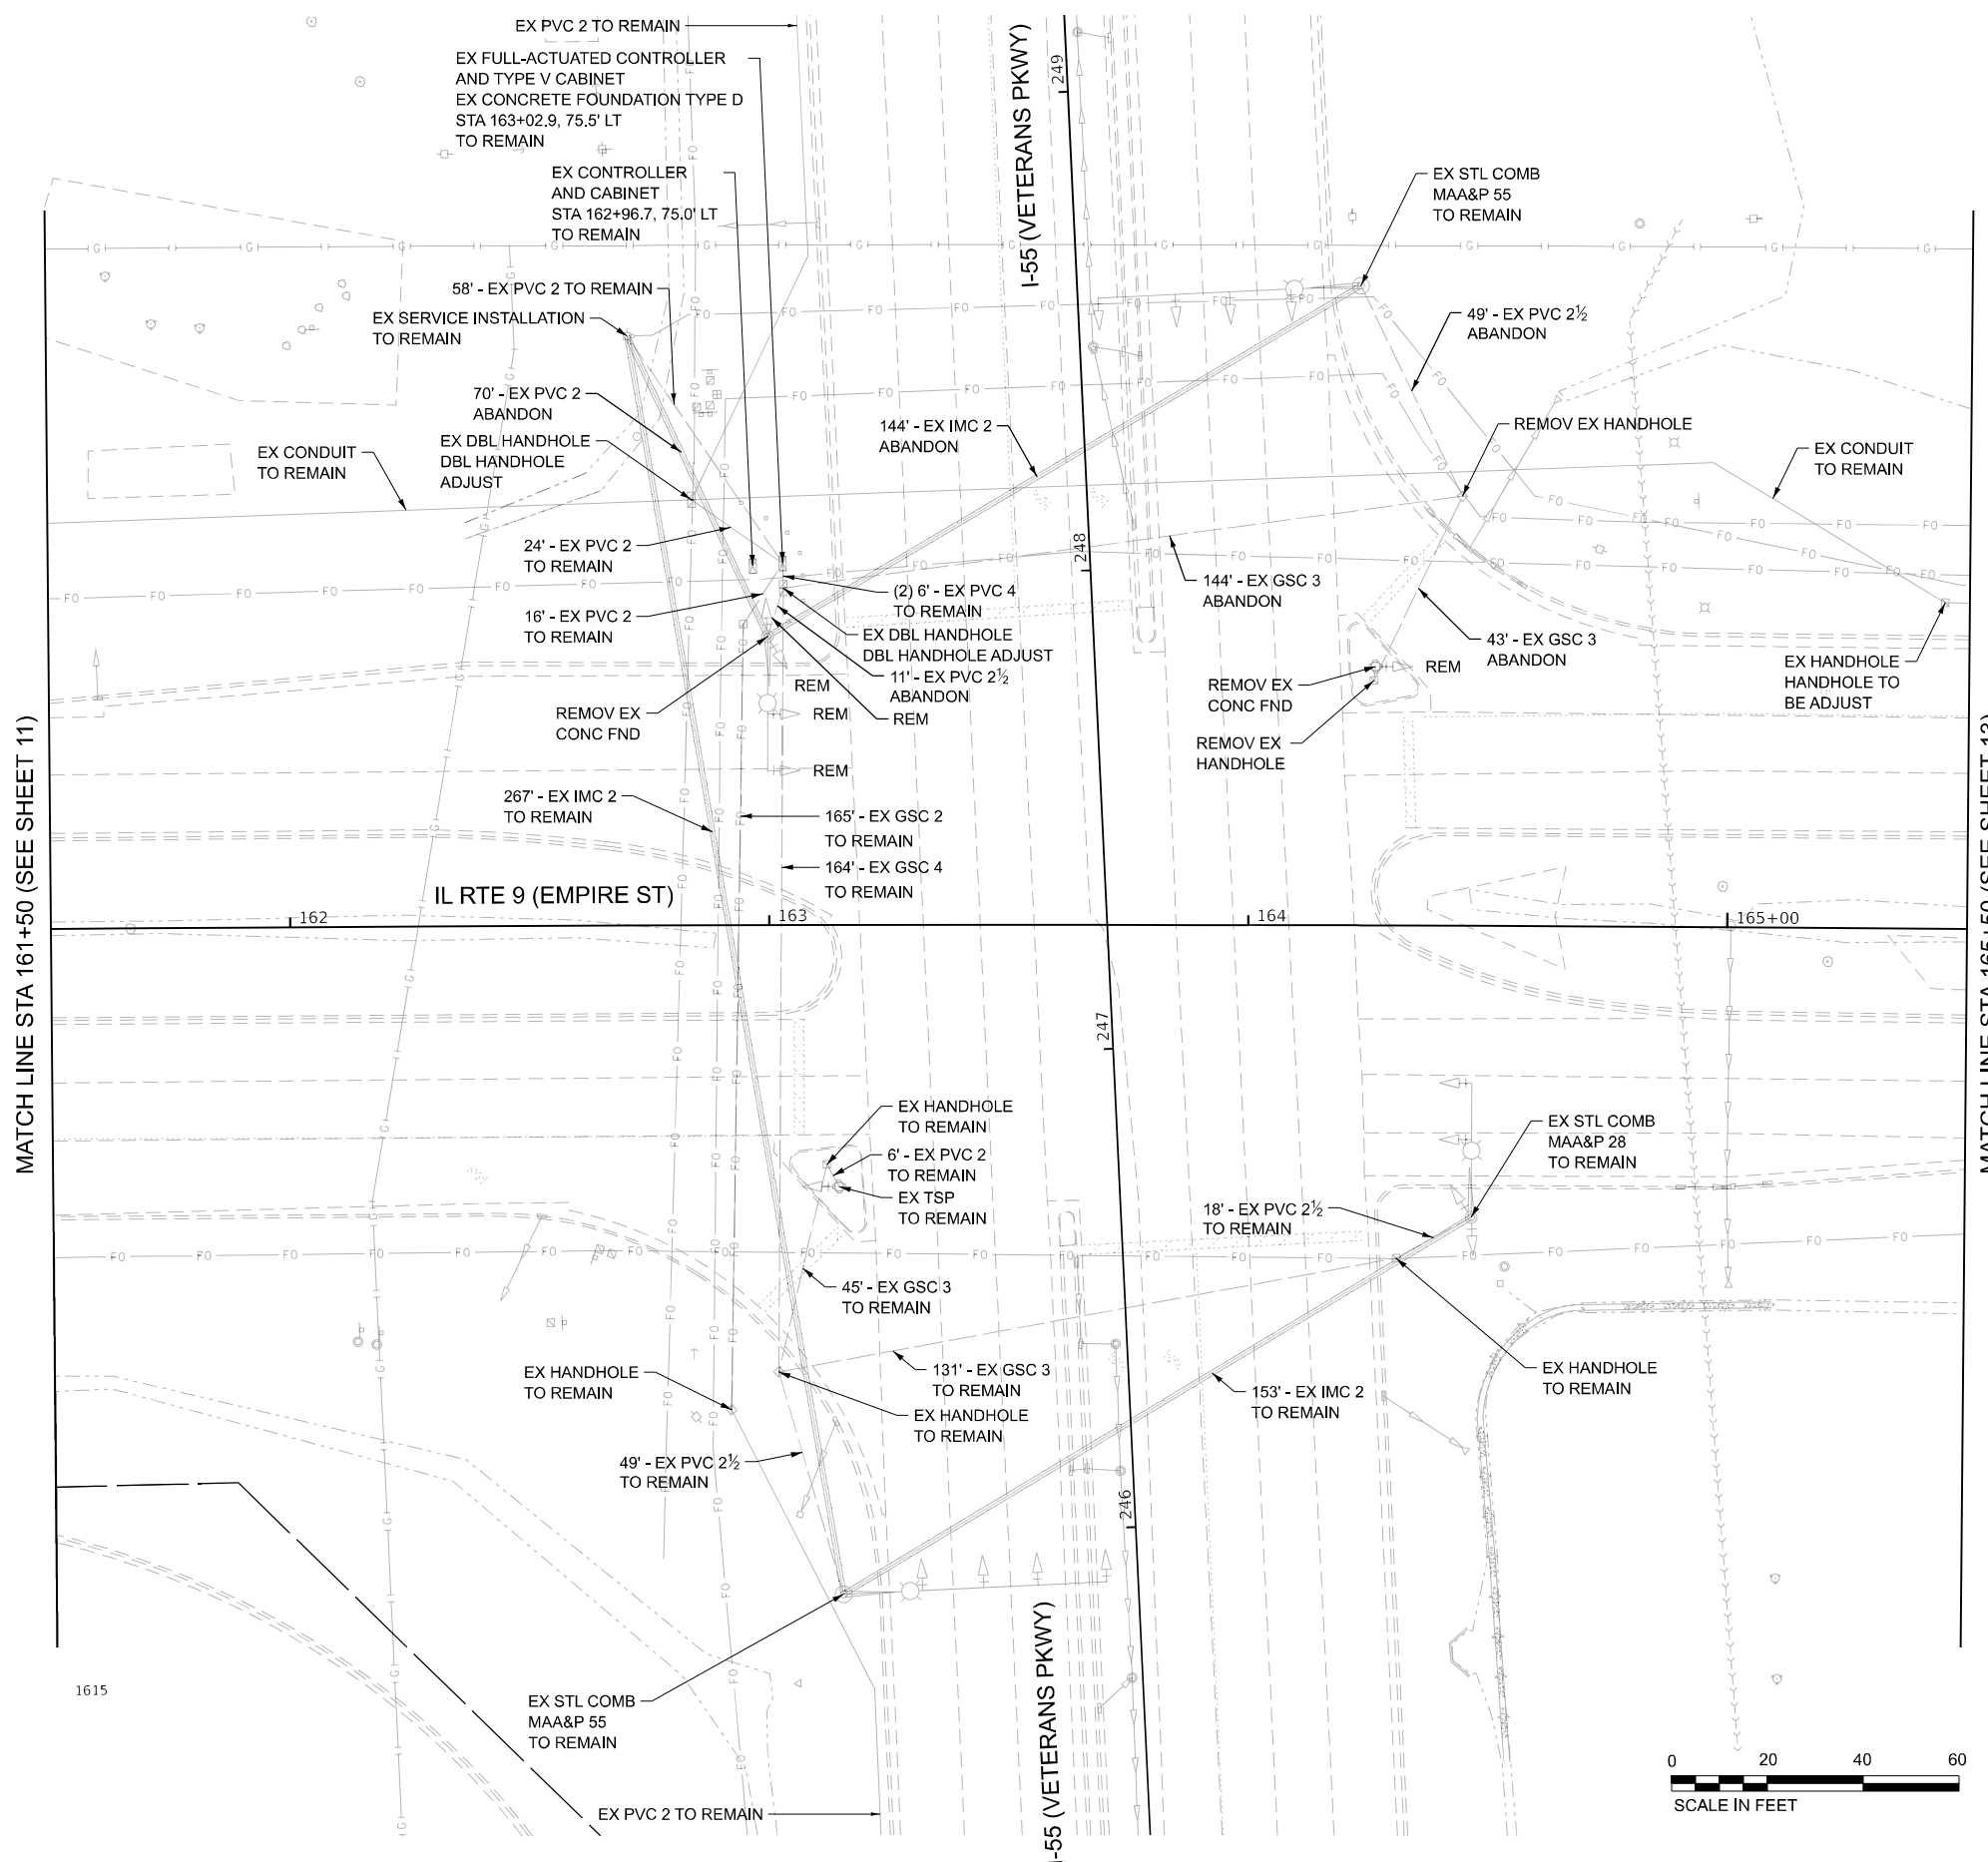 EX PVC 2 TO REMAIN
EX FULL-ACTUATED CONTROLLER
AND TYPE V CABINET
EX CONCRETE FOUNDATION TYPE D
STA 163+02.9, 75.5' LT
TO REMAIN
EX CONTROLLER
AND CABINET
STA 162+96.7, 75.0' LT
TO REMAIN
I-55 (VETERANS PKWY)
249
EX STL COMB
MAA&P 55
TO REMAIN
58' - EX PVC 2 TO REMAIN
EX SERVICE INSTALLATION
TO REMAIN
49' - EX PVC 2½
ABANDON
70' - EX PVC 2
ABANDON
EX DBL HANDHOLE
DBL HANDHOLE
ADJUST
144' - EX IMC 2
ABANDON
REMOV EX HANDHOLE
EX CONDUIT
TO REMAIN
EX CONDUIT
TO REMAIN
24' - EX PVC 2
TO REMAIN
248
(2) 6' - EX PVC 4
TO REMAIN
144' - EX GSC 3
ABANDON
16' - EX PVC 2
TO REMAIN
EX DBL HANDHOLE
DBL HANDHOLE ADJUST
43' - EX GSC 3
ABANDON
11' - EX PVC 2½
ABANDON
REM
REM
REM
REM
REM
REMOV EX
CONC FND
REMOV EX
CONC FND
REMOV EX
HANDHOLE
EX HANDHOLE
HANDHOLE TO
BE ADJUST
MATCH LINE STA 161+50 (SEE SHEET 11)
MATCH LINE STA 165+50 (SEE SHEET 13)
267' - EX IMC 2
TO REMAIN
165' - EX GSC 2
TO REMAIN
164' - EX GSC 4
TO REMAIN
IL RTE 9 (EMPIRE ST)
162
163
164
165+00
247
EX HANDHOLE
TO REMAIN
6' - EX PVC 2
TO REMAIN
EX TSP
TO REMAIN
EX STL COMB
MAA&P 28
TO REMAIN
18' - EX PVC 2½
TO REMAIN
45' - EX GSC 3
TO REMAIN
131' - EX GSC 3
TO REMAIN
EX HANDHOLE
TO REMAIN
EX HANDHOLE
TO REMAIN
153' - EX IMC 2
TO REMAIN
EX HANDHOLE
TO REMAIN
49' - EX PVC 2½
TO REMAIN
246
I-55 (VETERANS PKWY)
1615
EX STL COMB
MAA&P 55
TO REMAIN
EX PVC 2 TO REMAIN
0 20 40 60
SCALE IN FEET